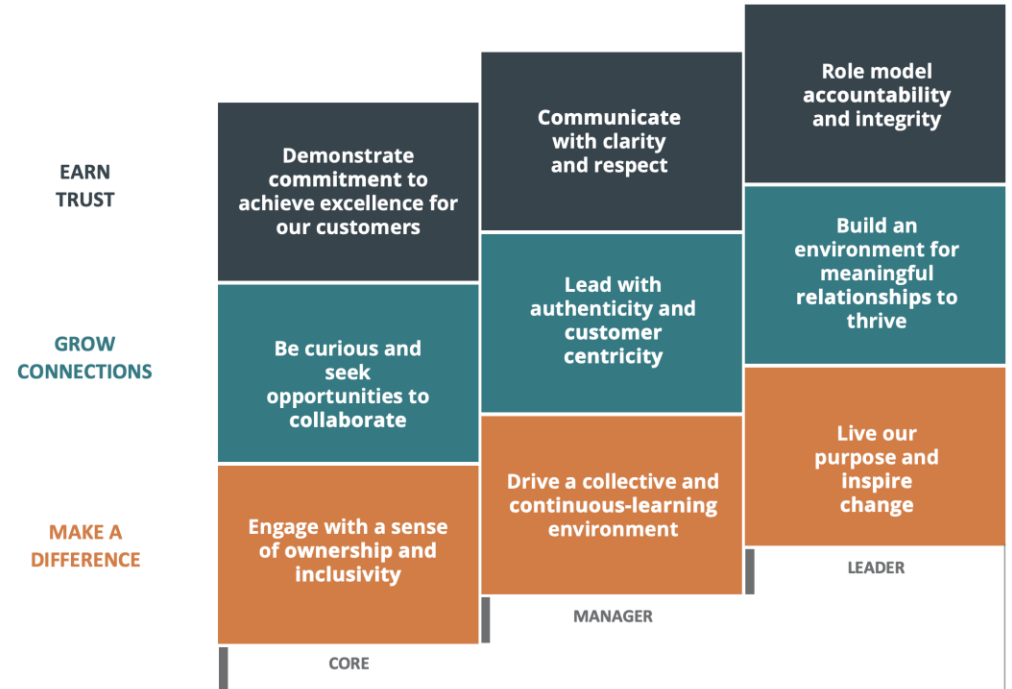 EARN
TRUST
Demonstrate
commitment to
achieve excellence for
our customers
Communicate
with clarity
and respect
Role model
accountability
and integrity
GROW
CONNECTIONS
Be curious and
seek
opportunities to
collaborate
Lead with
authenticity and
customer
centricity
Build an
environment for
meaningful
relationships to
thrive
MAKE A
DIFFERENCE
Engage with a sense
of ownership and
inclusivity
Drive a collective and
continuous-learning
environment
Live our
purpose and
inspire
change
CORE
MANAGER
LEADER